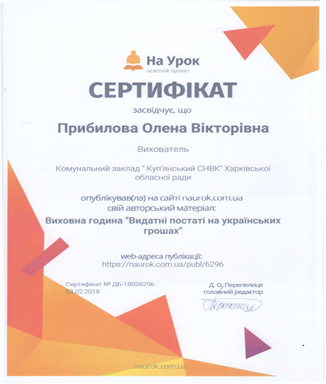 На Урок
освітній проект
СЕРТИФІКАТ
засвідчує, що
Прибилова Олена Вікторівна
Вихователь
Комунальний заклад " Куп'янський СНВК" Харківської
обласної ради
опублікував(ла) на сайті naurok.com.ua
свій авторський матеріал:
Виховна година "Видатні постаті на українських
грошах"
web-адреса публікації:
https://naurok.com.ua/publ/6296
Сертифікат № ДБ-18026296
09.02.2018
Д. О. Перепелиця
головний редактор
naurok.com.ua